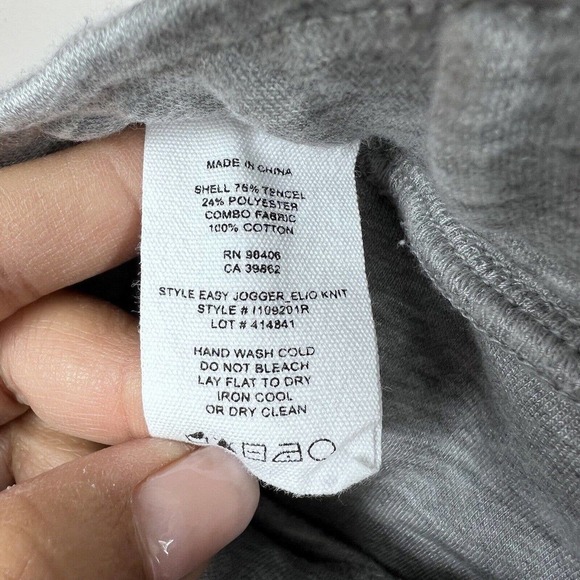 MADE IN CHINA
SHELL 76% TENCEL
24% POLYESTER
COMBO FABRIC
100% COTTON
RN 98406
CA 39862
STYLE EASY JOGGER_ELIO KNIT
STYLE # I109201R
LOT # 414841
HAND WASH COLD
DO NOT BLEACH
LAY FLAT TO DRY
IRON COOL
OR DRY CLEAN